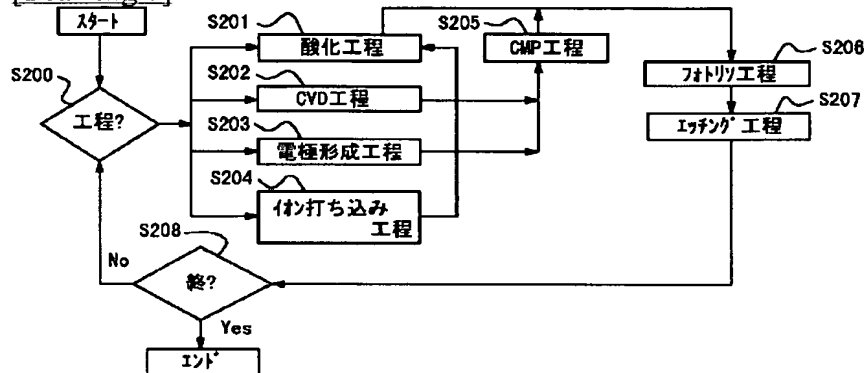 スタート
S200
工程?
S201
酸化工程
S202
CVD工程
S203
電極形成工程
S204
イオン打ち込み
工程
S205
CMP工程
S206
フォトリソ工程
S207
エッチング工程
S208
終?
No
Yes
エンド